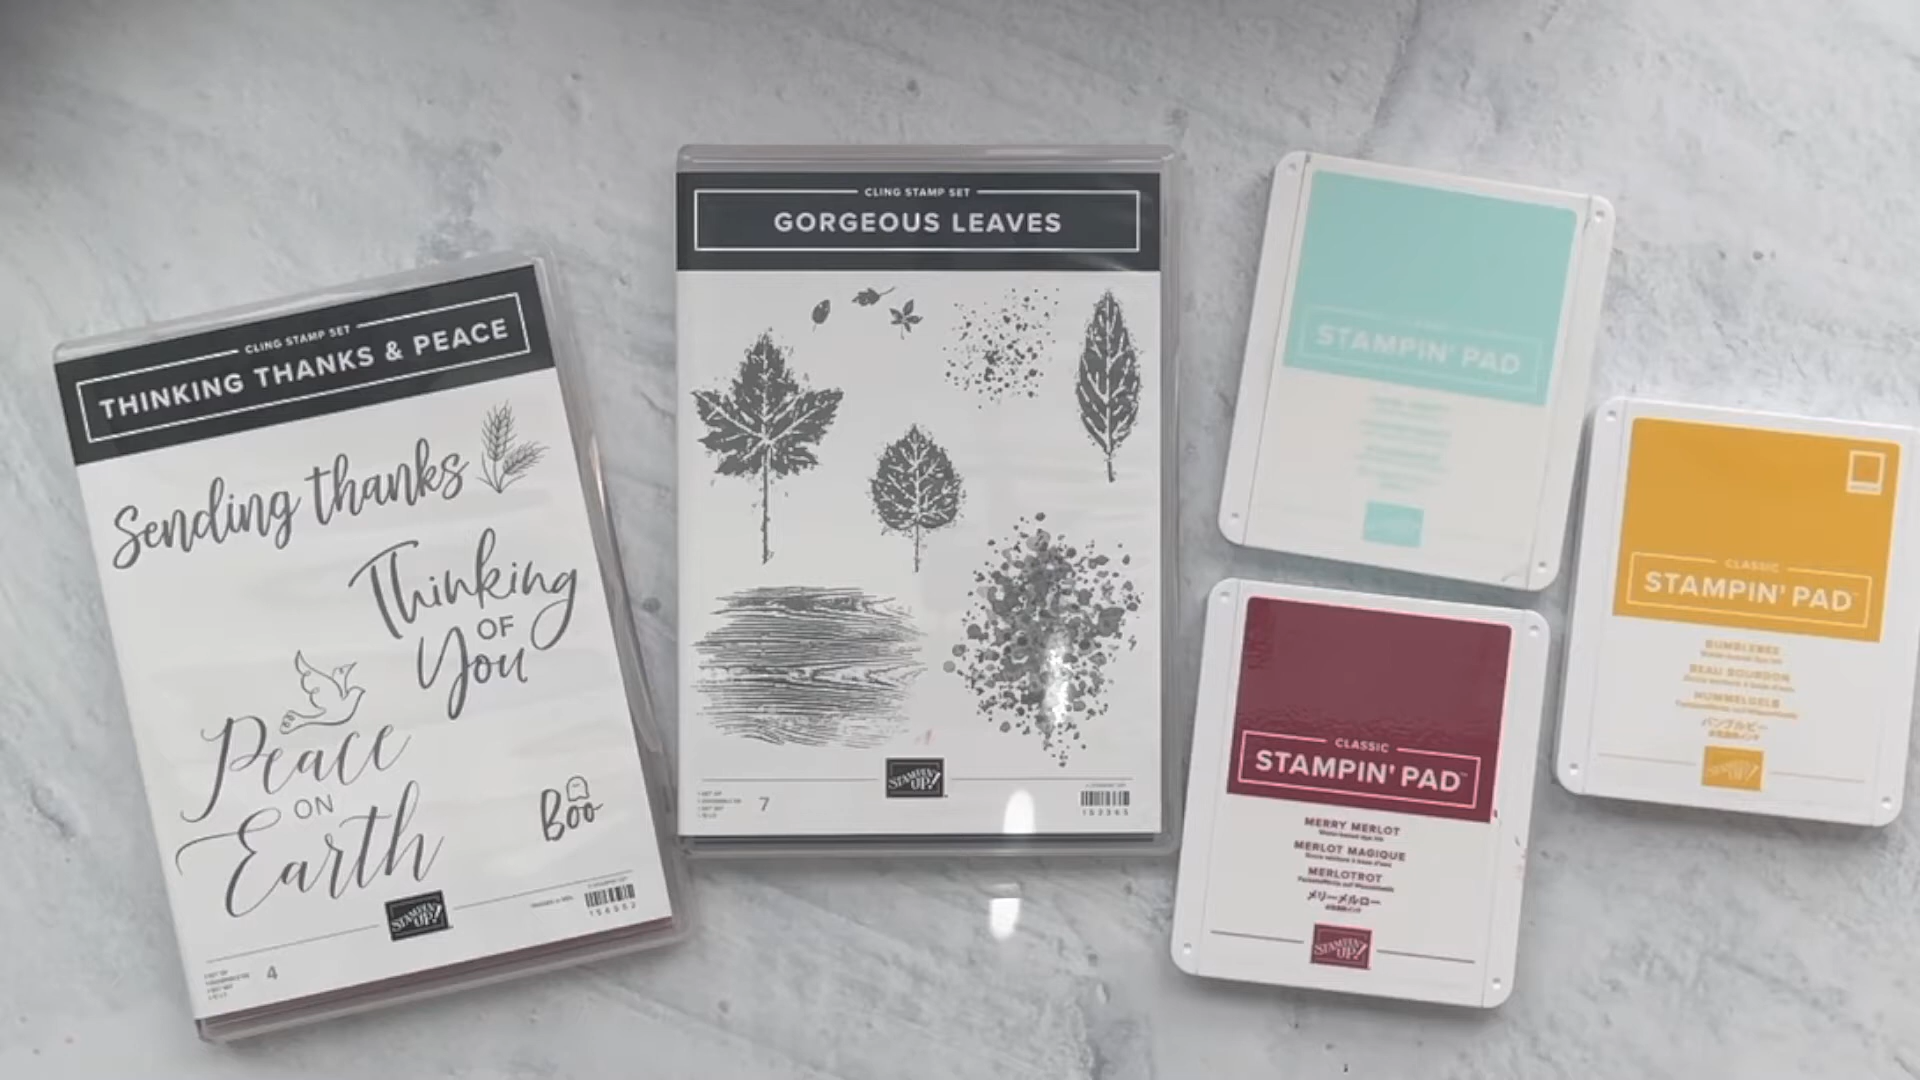 CLING STAMP SET
THINKING THANKS & PEACE
Sending thanks
Thinking
OF
You
Peace
ON
Earth
Boo
STAMPIN' UP!
4
CLING STAMP SET
GORGEOUS LEAVES
STAMPIN' UP!
7
153365
STAMPIN' PAD
CLASSIC
STAMPIN' PAD™
BUMBLEBEE
BEAU BOURDON
HUMMELGELB
バンブルビー
STAMPIN' UP!
CLASSIC
STAMPIN' PAD™
MERRY MERLOT
MERLOT MAGIQUE
MERLOTROT
メリーメルロー
STAMPIN' UP!